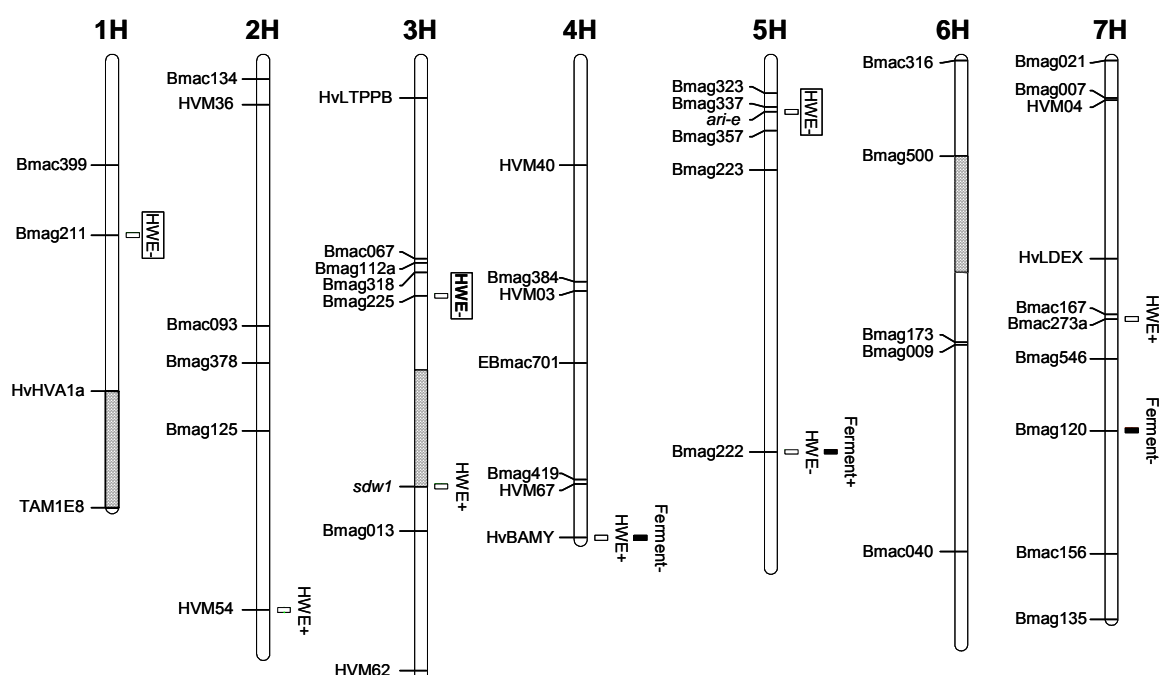 1H
Bmac399
Bmag211
HWE-
HvHVA1a
TAM1E8
2H
Bmac134
HVM36
Bmac093
Bmag378
Bmag125
HVM54
HWE+
3H
HvLTPPB
Bmac067
Bmag112a
Bmag318
Bmag225
HWE-
sdw1
HWE+
Bmag013
HVM62
4H
HVM40
Bmag384
HVM03
EBmac701
Bmag419
HVM67
HvBAMY
HWE+
Ferment-
5H
Bmag323
Bmag337
ari-e
Bmag357
HWE-
Bmag223
Bmag222
HWE-
Ferment+
6H
Bmac316
Bmag500
Bmag173
Bmag009
Bmac040
7H
Bmag021
Bmag007
HVM04
HvLDEX
Bmac167
Bmac273a
HWE+
Bmag546
Bmag120
Ferment-
Bmac156
Bmag135